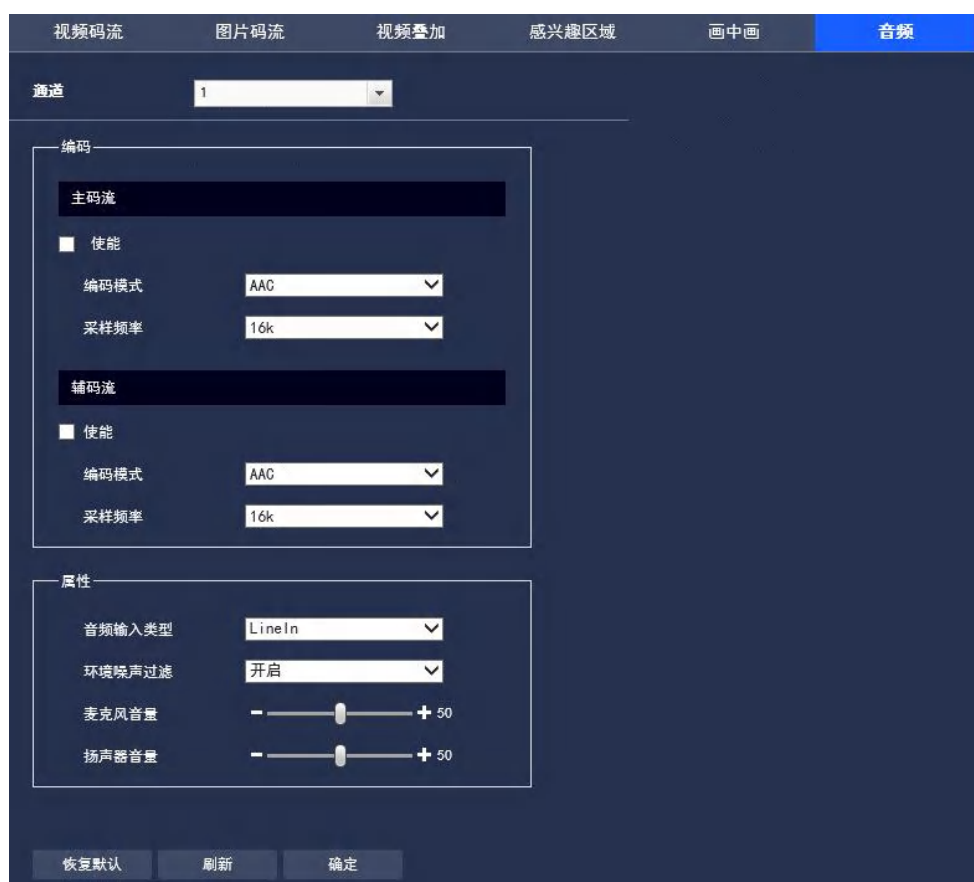 视频码流 图片码流 视频叠加 感兴趣区域 画中画 音频
通道 1
编码
主码流
使能
编码模式 AAC
采样频率 16k
辅码流
使能
编码模式 AAC
采样频率 16k
属性
音频输入类型 LineIn
环境噪声过滤 开启
麦克风音量 50
扬声器音量 50
恢复默认 刷新 确定